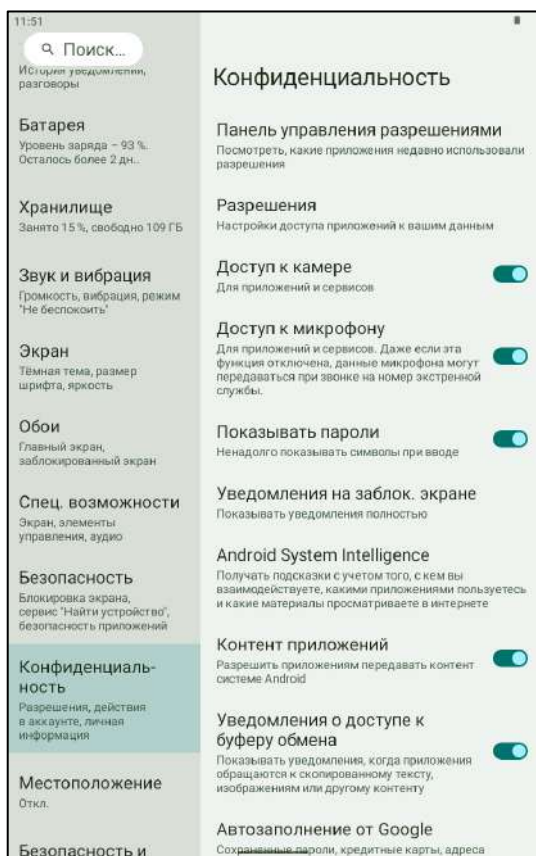 11:51
Поиск...
История уведомлений,
разговоры
Батарея
Уровень заряда – 93 %.
Осталось более 2 дн..
Хранилище
Занято 15 %, свободно 109 ГБ
Звук и вибрация
Громкость, вибрация, режим
"Не беспокоить"
Экран
Тёмная тема, размер
шрифта, яркость
Обои
Главный экран,
заблокированный экран
Спец. возможности
Экран, элементы
управления, аудио
Безопасность
Блокировка экрана,
сервис "Найти устройство",
безопасность приложений
Конфиденциаль-
ность
Разрешения, действия
в аккаунте, личная
информация
Местоположение
Откл.
Безопасность и
Конфиденциальность
Панель управления разрешениями
Посмотреть, какие приложения недавно использовали
разрешения
Разрешения
Настройки доступа приложений к вашим данным
Доступ к камере
Для приложений и сервисов
Доступ к микрофону
Для приложений и сервисов. Даже если эта
функция отключена, данные микрофона могут
передаваться при звонке на номер экстренной
службы.
Показывать пароли
Ненадолго показывать символы при вводе
Уведомления на заблок. экране
Показывать уведомления полностью
Android System Intelligence
Получать подсказки с учетом того, с кем вы
взаимодействуете, какими приложениями пользуетесь
и какие материалы просматриваете в интернете
Контент приложений
Разрешить приложениям передавать контент
системе Android
Уведомления о доступе к
буферу обмена
Показывать уведомления, когда приложения
обращаются к скопированному тексту,
изображениям или другому контенту
Автозаполнение от Google
Сохраненные пароли, кредитные карты, адреса